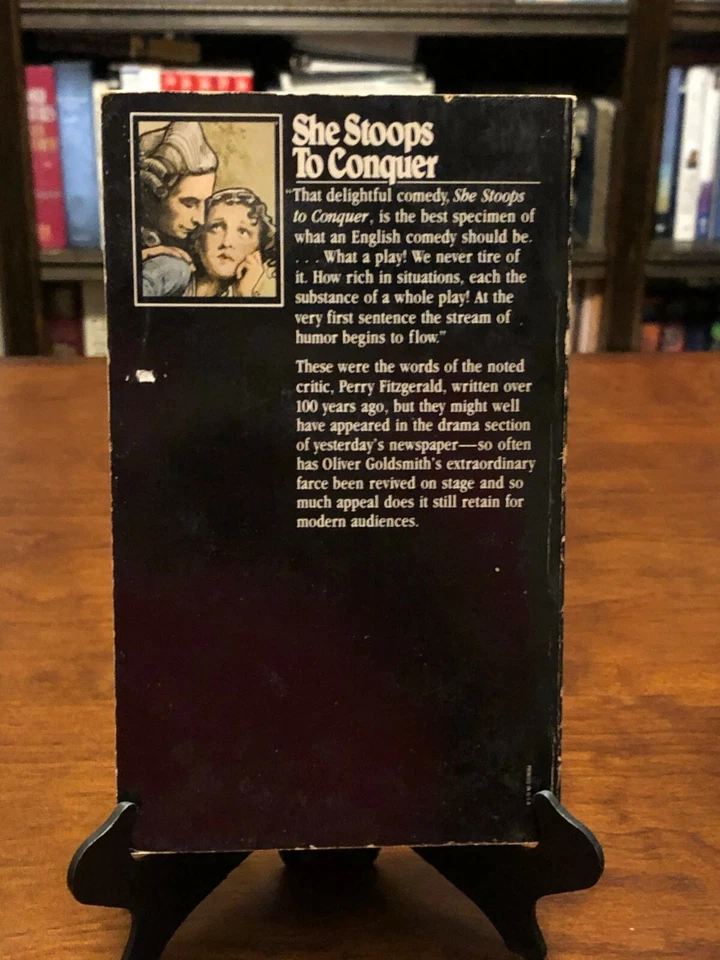 She Stoops
To Conquer
"That delightful comedy, She Stoops
to Conquer, is the best specimen of
what an English comedy should be.
. . . What a play! We never tire of
it. How rich in situations, each the
substance of a whole play! At the
very first sentence the stream of
humor begins to flow."
These were the words of the noted
critic, Perry Fitzgerald, written over
100 years ago, but they might well
have appeared in the drama section
of yesterday's newspaper—so often
has Oliver Goldsmith's extraordinary
farce been revived on stage and so
much appeal does it still retain for
modern audiences.